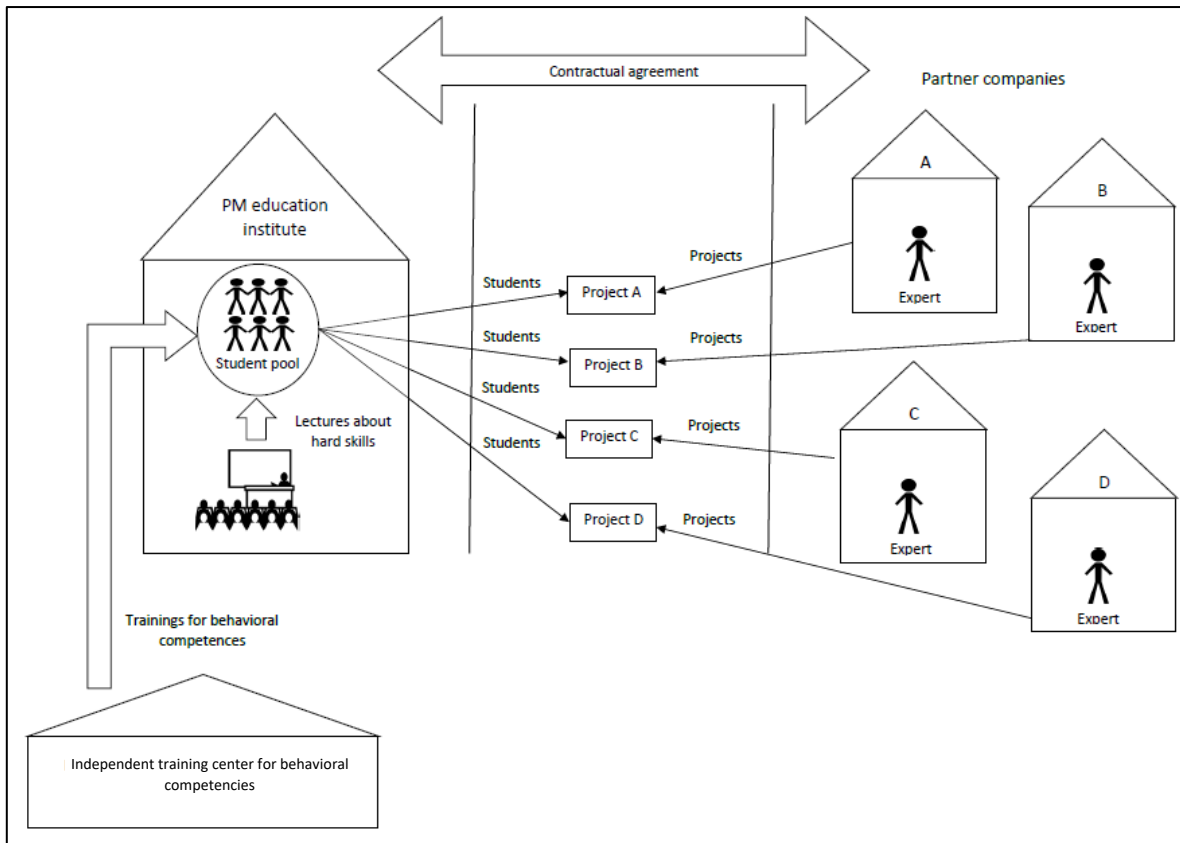 Contractual agreement
Partner companies
A
B
PM education
institute
Projects
Students
Project A
Expert
Expert
Students
Projects
Project B
Student pool
Students
C
Lectures about
hard skills
Projects
Project C
Students
D
Project D
Projects
Expert
Expert
Trainings for behavioral
competences
Independent training center for behavioral
competencies